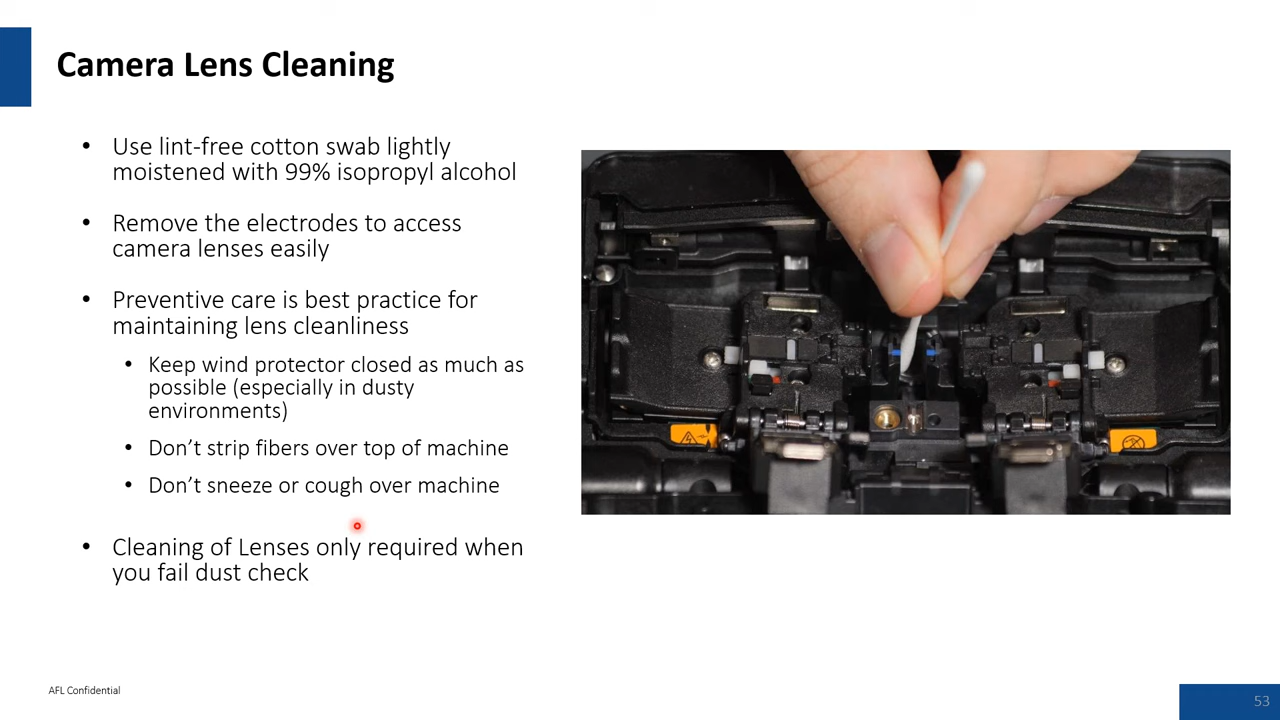 Camera Lens Cleaning
• Use lint-free cotton swab lightly
moistened with 99% isopropyl alcohol
• Remove the electrodes to access
camera lenses easily
• Preventive care is best practice for
maintaining lens cleanliness
• Keep wind protector closed as much as
possible (especially in dusty
environments)
• Don’t strip fibers over top of machine
• Don’t sneeze or cough over machine
• Cleaning of Lenses only required when
you fail dust check
AFL Confidential
53